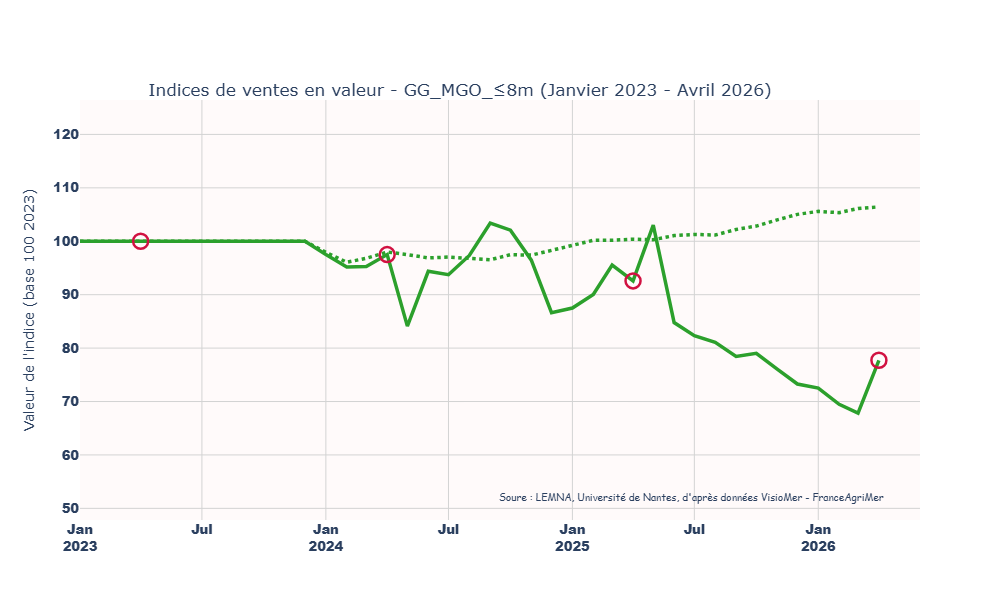 Indices de ventes en valeur - GG_MGO_≤8m (Janvier 2023 - Avril 2026)
Valeur de l'indice (base 100 2023)
120
110
100
90
80
70
60
50
Soure : LEMNA, Université de Nantes, d'après données VisioMer - FranceAgriMer
Jan
2023
Jul
Jan
2024
Jul
Jan
2025
Jul
Jan
2026